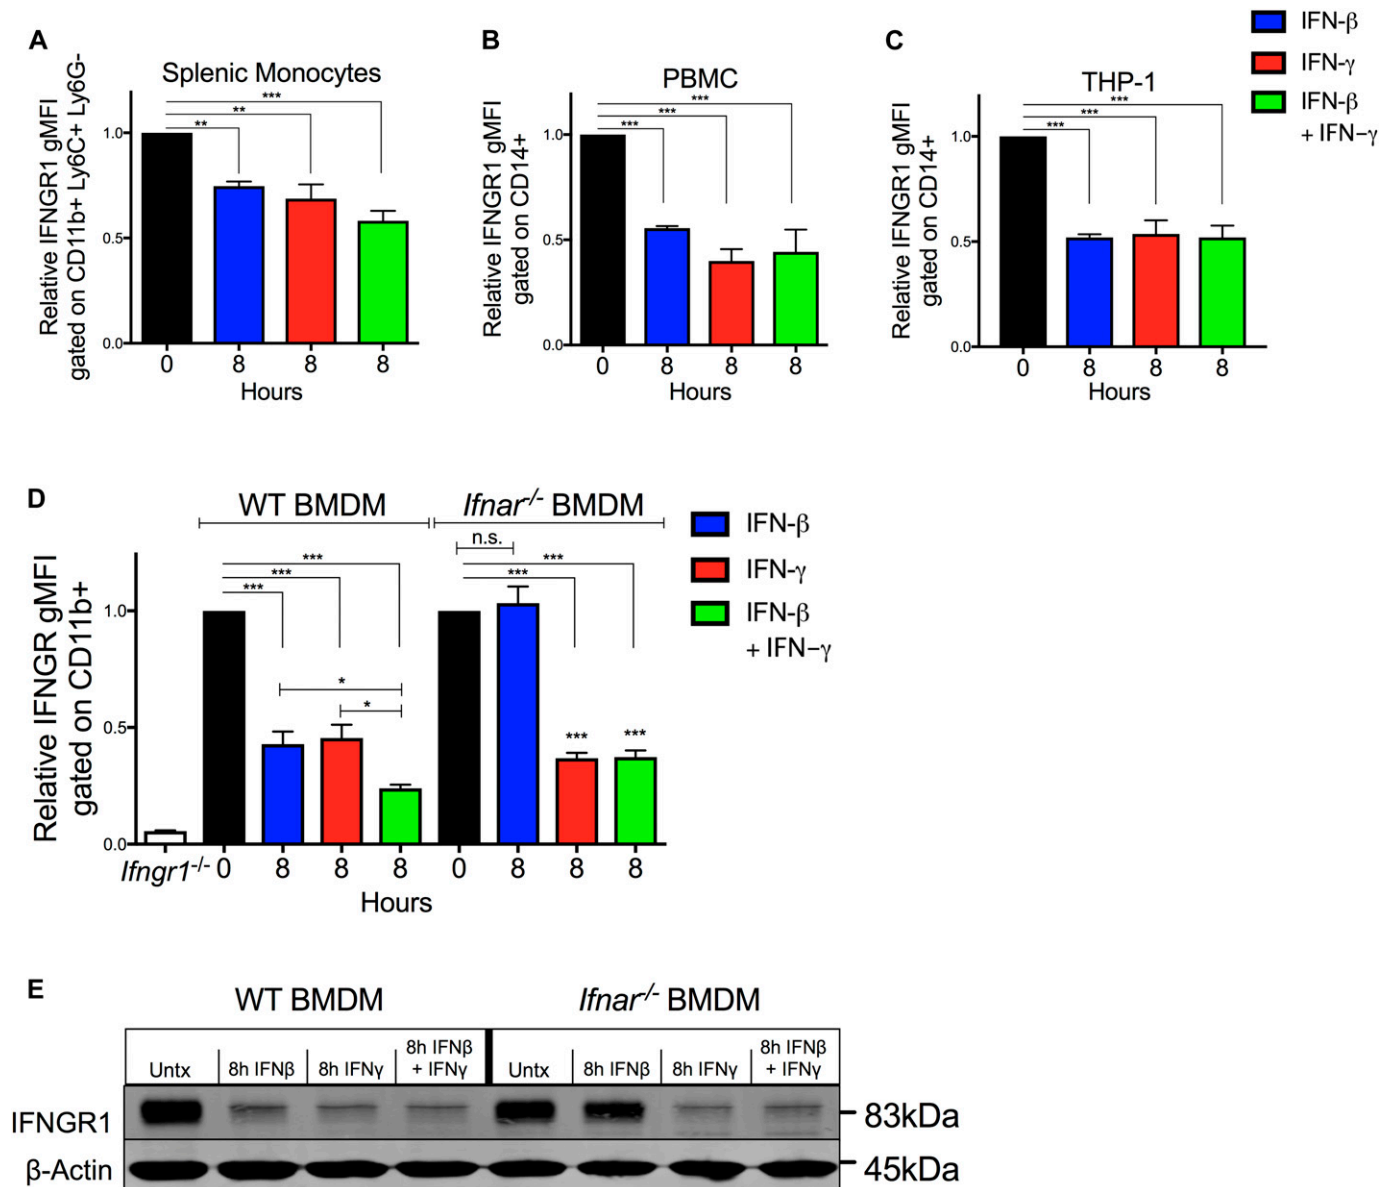 A
Splenic Monocytes
Relative IFNGR1 gMFI
gated on CD11b+ Ly6C+ Ly6G-
1.0
0.5
0.0
***
**
**
0 8 8 8
Hours
B
PBMC
Relative IFNGR1 gMFI
gated on CD14+
1.0
0.5
0.0
***
***
***
0 8 8 8
Hours
C
THP-1
Relative IFNGR1 gMFI
gated on CD14+
1.0
0.5
0.0
***
***
***
0 8 8 8
Hours
IFN-β
IFN-γ
IFN-β
+ IFN-γ
D
WT BMDM
Ifnar-/- BMDM
Relative IFNGR gMFI
gated on CD11b+
1.0
0.5
0.0
***
***
***
*
*
n.s.
***
***
*** ***
Ifngr1-/- 0 8 8 8 0 8 8 8
Hours
IFN-β
IFN-γ
IFN-β
+ IFN-γ
E
WT BMDM Ifnar-/- BMDM
Untx 8h IFNβ 8h IFNγ 8h IFNβ + IFNγ Untx 8h IFNβ 8h IFNγ 8h IFNβ + IFNγ
IFNGR1 83kDa
β-Actin 45kDa